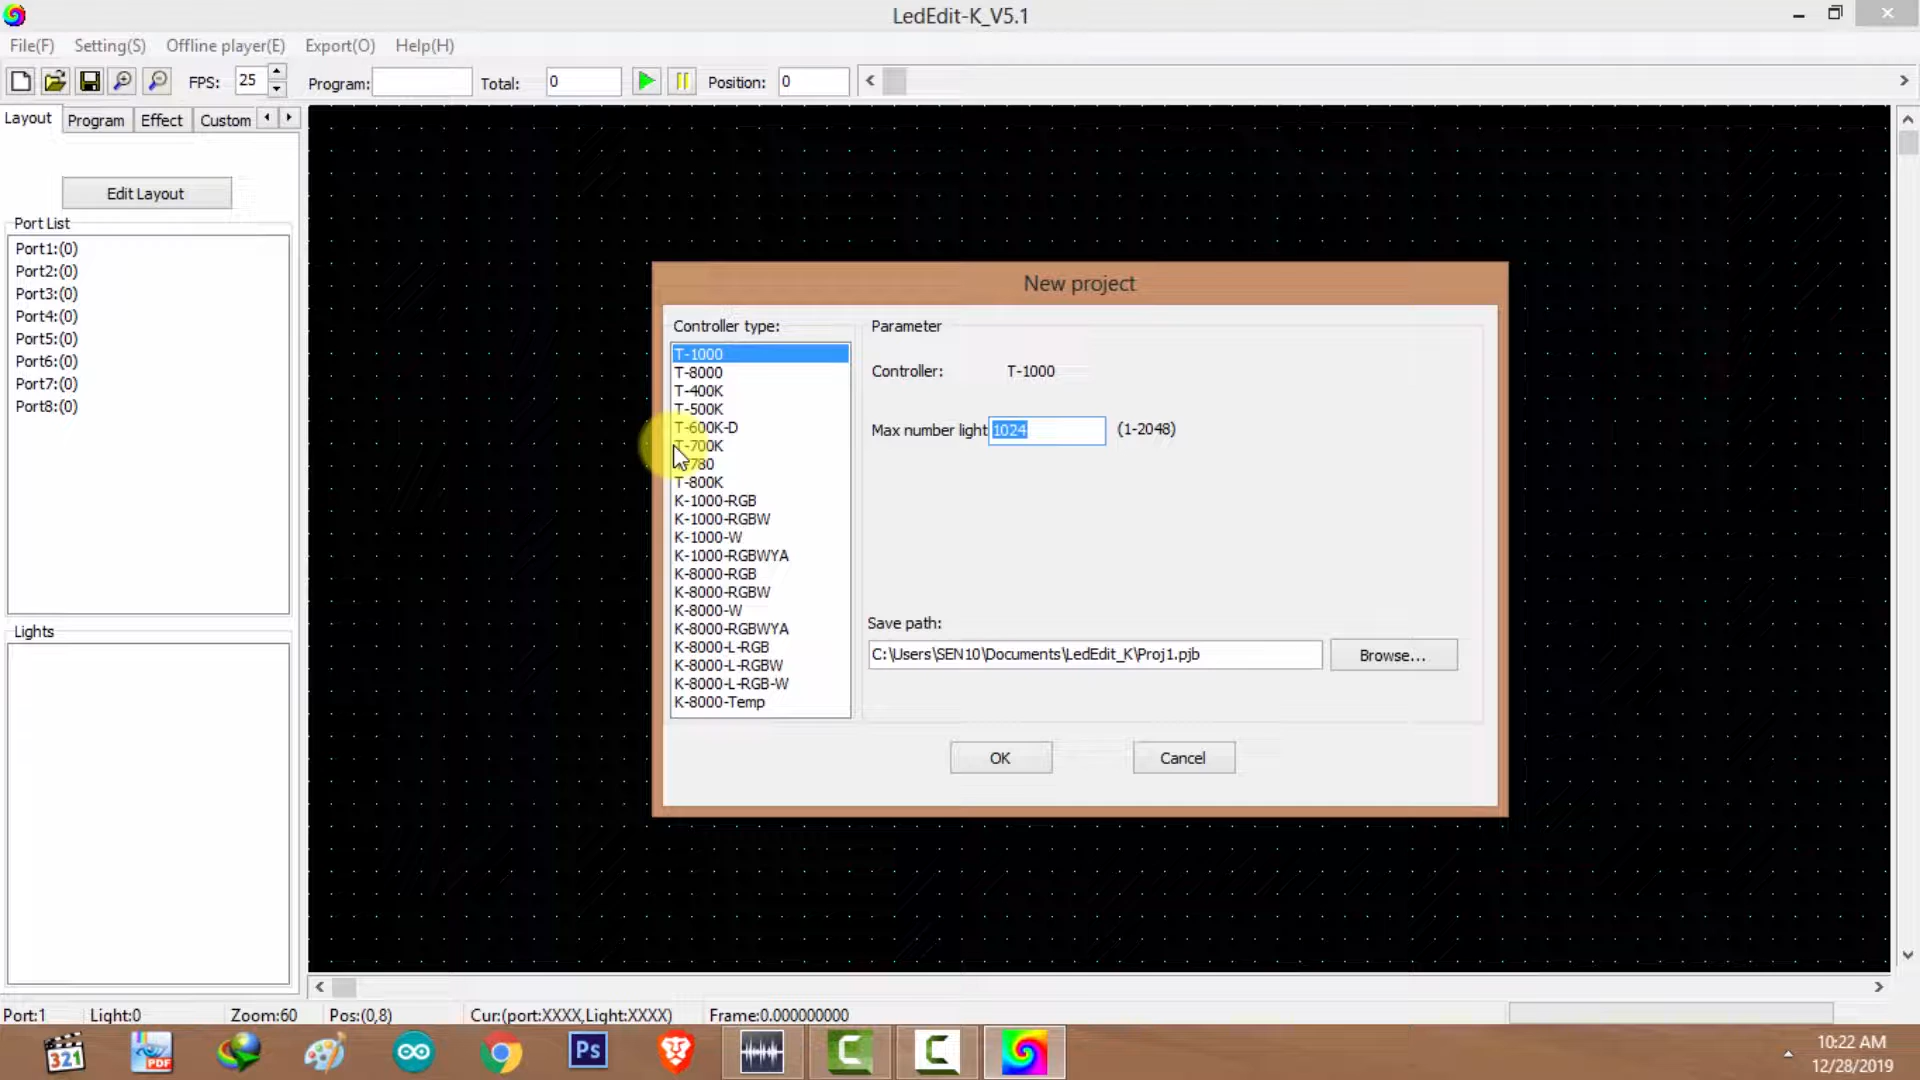 LedEdit-K_V5.1
File(F) Setting(S) Offline player(E) Export(O) Help(H)
FPS: 25 Program: Total: 0 Position: 0
Layout Program Effect Custom
Edit Layout
Port List
Port1:(0)
Port2:(0)
Port3:(0)
Port4:(0)
Port5:(0)
Port6:(0)
Port7:(0)
Port8:(0)
Lights
New project
Controller type:
T-1000
T-8000
T-400K
T-500K
T-600K-D
T-700K
780
T-800K
K-1000-RGB
K-1000-RGBW
K-1000-W
K-1000-RGBWYA
K-8000-RGB
K-8000-RGBW
K-8000-W
K-8000-RGBWYA
K-8000-L-RGB
K-8000-L-RGBW
K-8000-L-RGB-W
K-8000-Temp
Parameter
Controller: T-1000
Max number light 1024 (1-2048)
Save path:
C:\Users\SEN10\Documents\LedEdit_K\Proj1.pjb Browse...
OK Cancel
Port:1 Light:0 Zoom:60 Pos:(0,8) Cur:(port:XXXX,Light:XXXX) Frame:0.000000000
321 PDF Ps
10:22 AM
12/28/2019